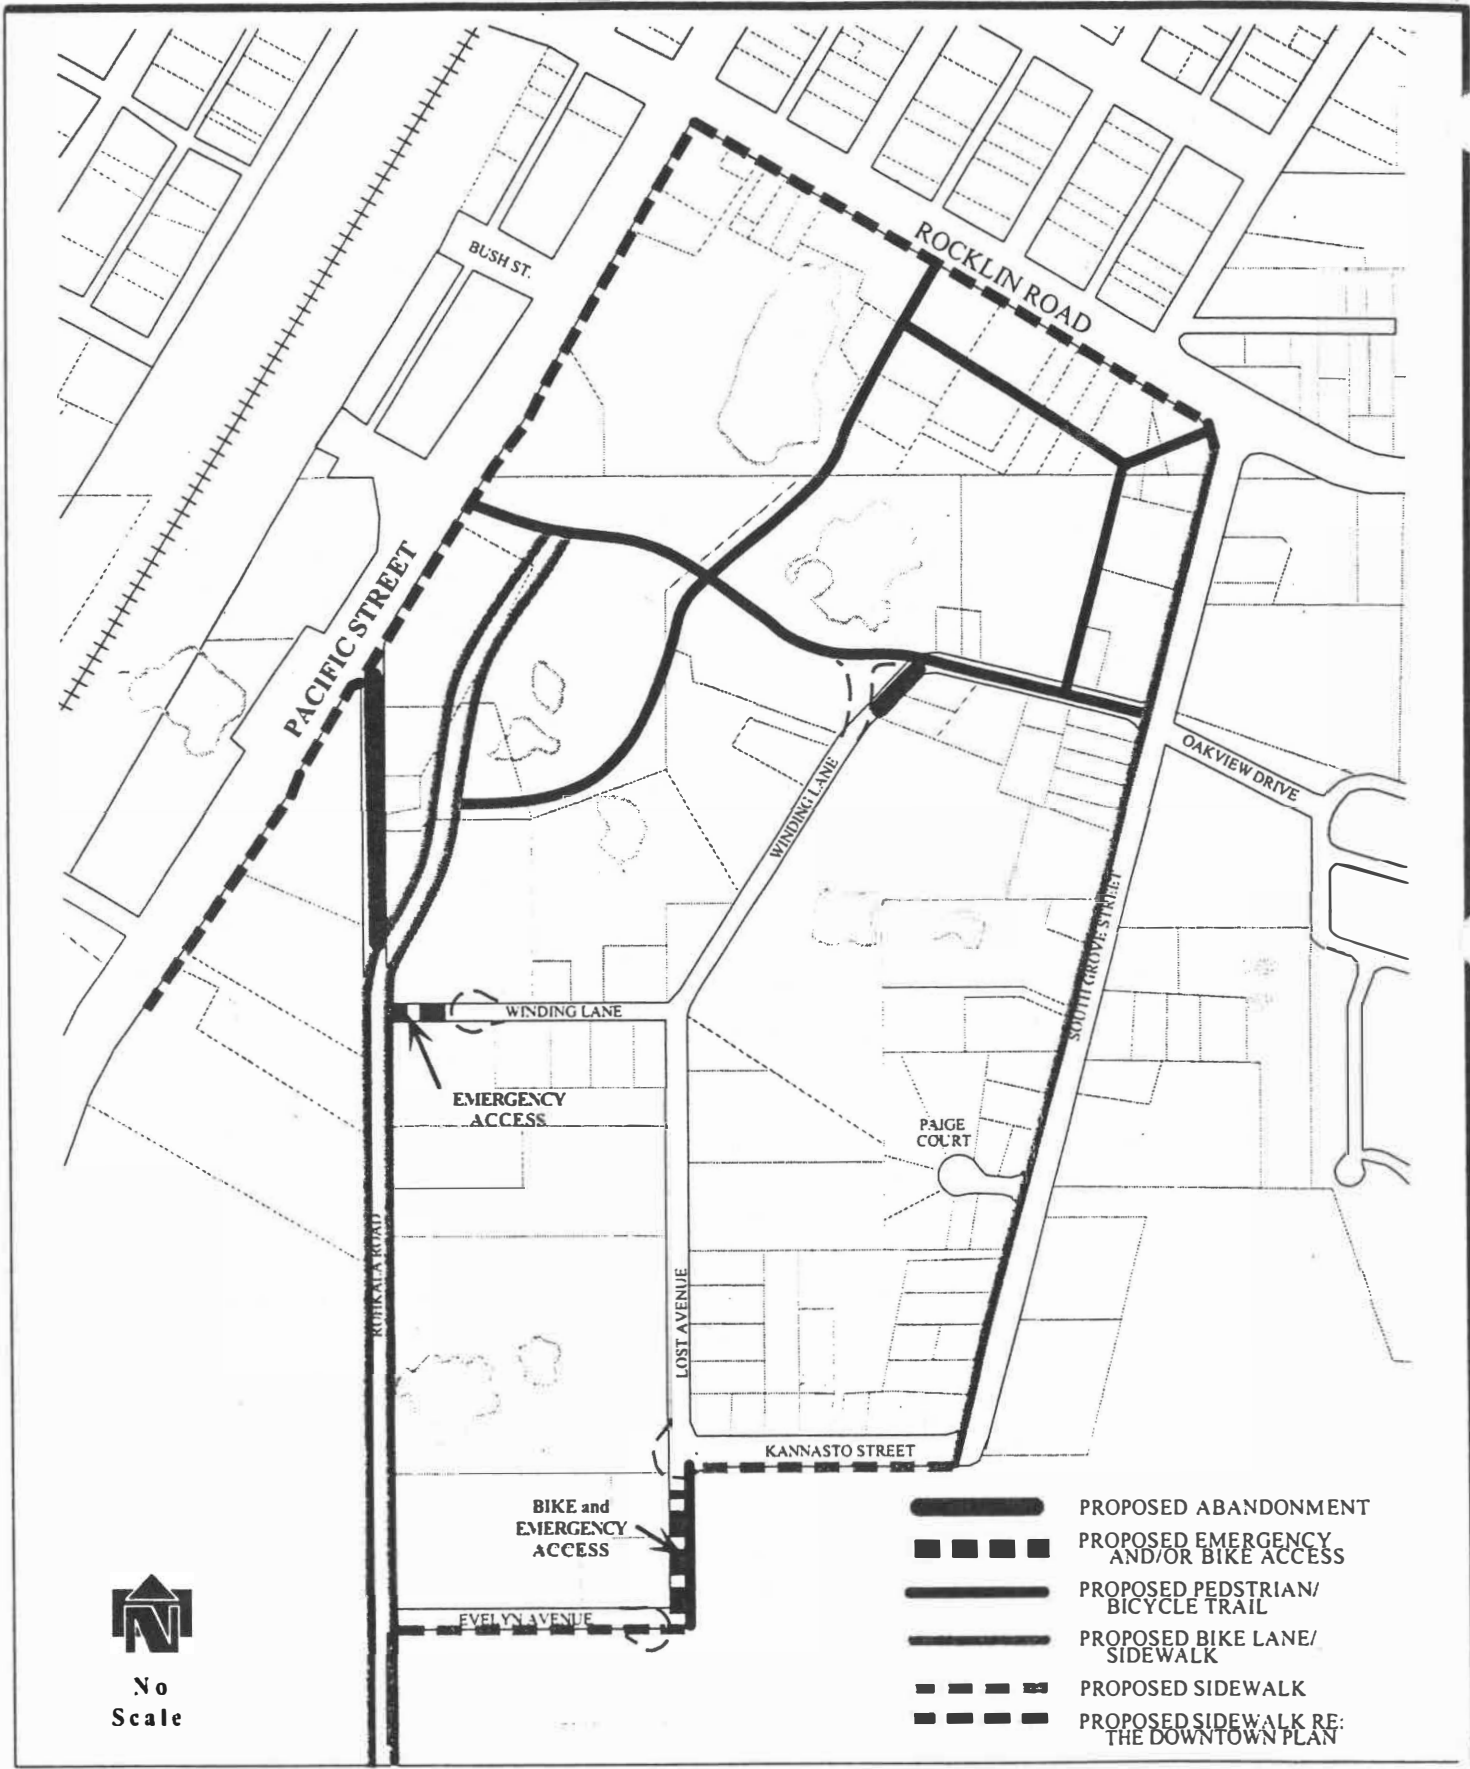 BUSH ST.
ROCKLIN ROAD
PACIFIC STREET
OAKVIEW DRIVE
WINDING LANE
SOUTH GROVE STREET
WINDING LANE
EMERGENCY
ACCESS
PAIGE
COURT
RUHKALA ROAD
LOST AVENUE
KANNASTO STREET
BIKE and
EMERGENCY
ACCESS
EVELYN AVENUE
N
No
Scale
PROPOSED ABANDONMENT
PROPOSED EMERGENCY
AND/OR BIKE ACCESS
PROPOSED PEDSTRIAN/
BICYCLE TRAIL
PROPOSED BIKE LANE/
SIDEWALK
PROPOSED SIDEWALK
PROPOSED SIDEWALK RE:
THE DOWNTOWN PLAN